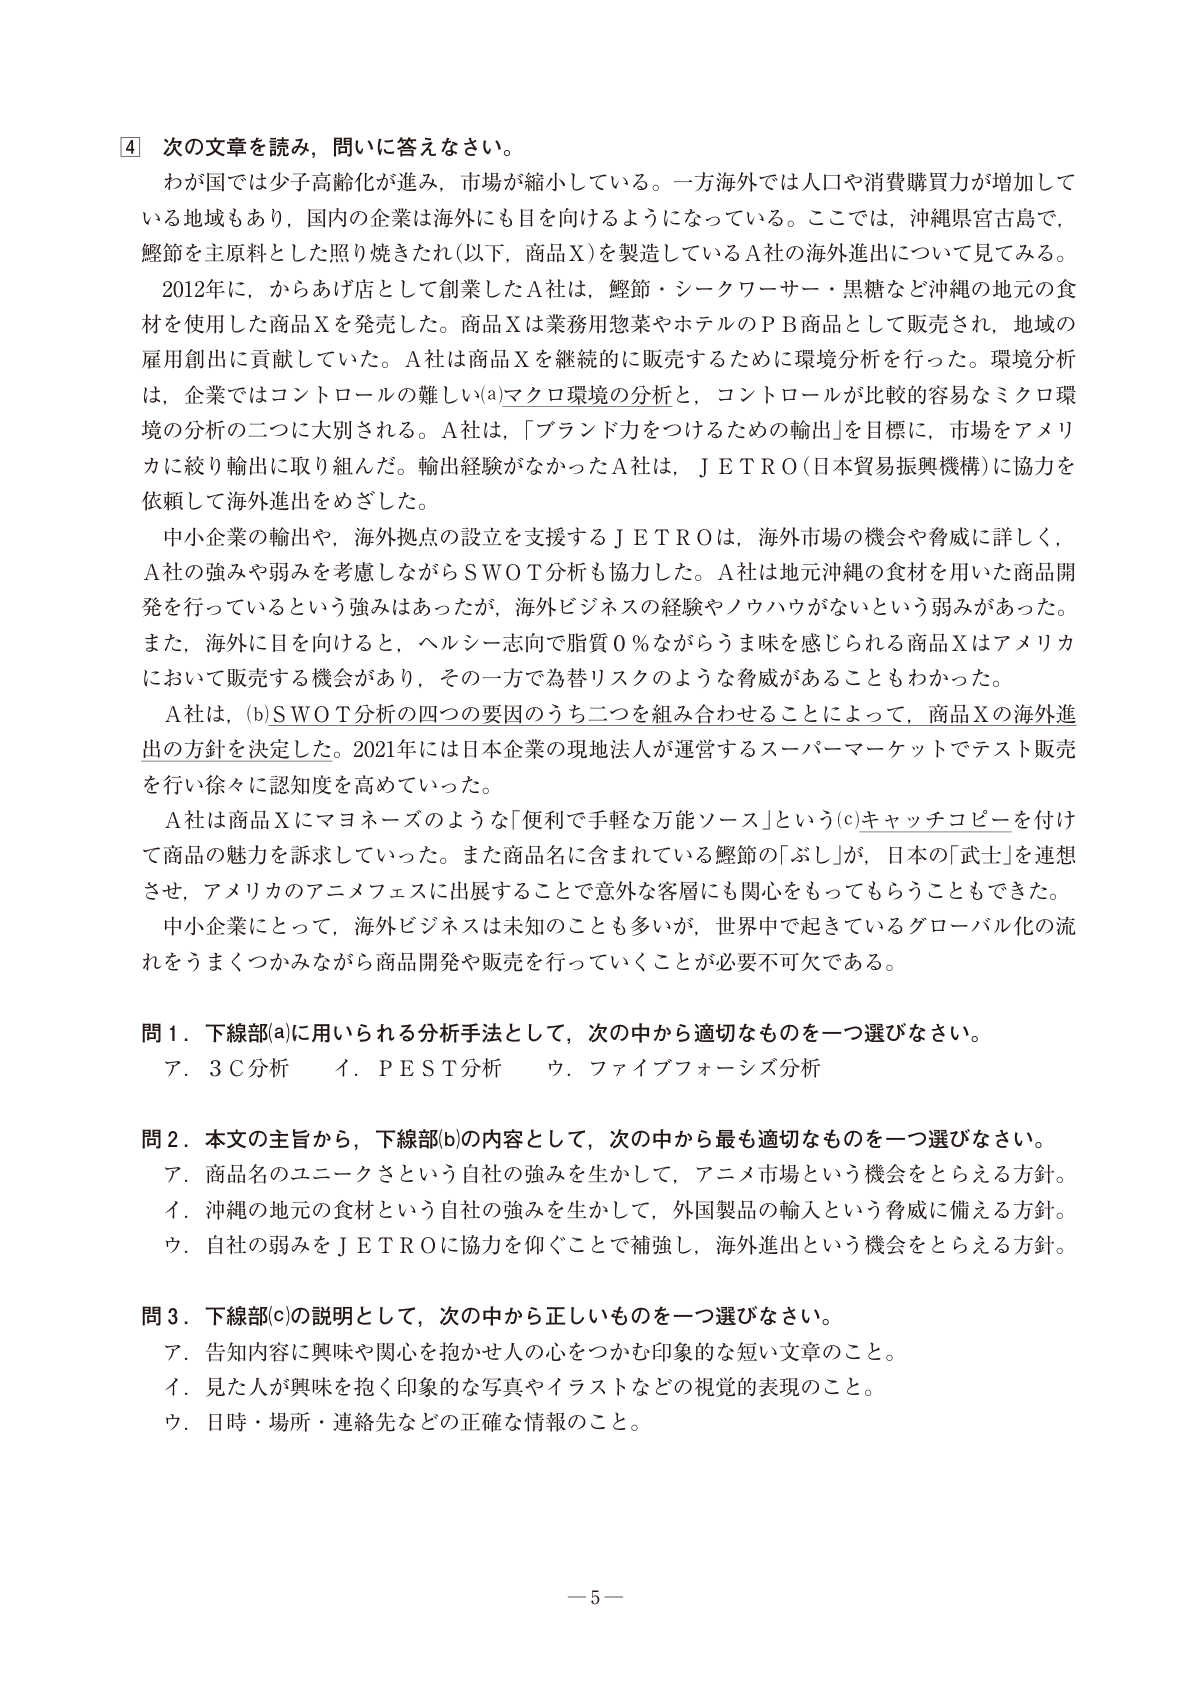 4 次の文章を読み，問いに答えなさい。
わが国では少子高齢化が進み，市場が縮小している。一方海外では人口や消費購買力が増加して
いる地域もあり，国内の企業は海外にも目を向けるようになっている。ここでは，沖縄県宮古島で，
鰹節を主原料とした照り焼きたれ(以下，商品Ｘ)を製造しているＡ社の海外進出について見てみる。
2012年に，からあげ店として創業したＡ社は，鰹節・シークワーサー・黒糖など沖縄の地元の食
材を使用した商品Ｘを発売した。商品Ｘは業務用惣菜やホテルのＰＢ商品として販売され，地域の
雇用創出に貢献していた。Ａ社は商品Ｘを継続的に販売するために環境分析を行った。環境分析
は，企業ではコントロールの難しい(a)マクロ環境の分析と，コントロールが比較的容易なミクロ環
境の分析の二つに大別される。Ａ社は，「ブランド力をつけるための輸出」を目標に，市場をアメリ
カに絞り輸出に取り組んだ。輸出経験がなかったＡ社は，ＪＥＴＲＯ(日本貿易振興機構)に協力を
依頼して海外進出をめざした。
中小企業の輸出や，海外拠点の設立を支援するＪＥＴＲＯは，海外市場の機会や脅威に詳しく，
Ａ社の強みや弱みを考慮しながらＳＷＯＴ分析も協力した。Ａ社は地元沖縄の食材を用いた商品開
発を行っているという強みはあったが，海外ビジネスの経験やノウハウがないという弱みがあった。
また，海外に目を向けると，ヘルシー志向で脂質０％ながらうま味を感じられる商品Ｘはアメリカ
において販売する機会があり，その一方で為替リスクのような脅威があることもわかった。
Ａ社は，(b)ＳＷＯＴ分析の四つの要因のうち二つを組み合わせることによって，商品Ｘの海外進
出の方針を決定した。2021年には日本企業の現地法人が運営するスーパーマーケットでテスト販売
を行い徐々に認知度を高めていった。
Ａ社は商品Ｘにマヨネーズのような「便利で手軽な万能ソース」という(c)キャッチコピーを付け
て商品の魅力を訴求していった。また商品名に含まれている鰹節の「ぶし」が，日本の「武士」を連想
させ，アメリカのアニメフェスに出展することで意外な客層にも関心をもってもらうこともできた。
中小企業にとって，海外ビジネスは未知のことも多いが，世界中で起きているグローバル化の流
れをうまくつかみながら商品開発や販売を行っていくことが必要不可欠である。
問１．下線部(a)に用いられる分析手法として，次の中から適切なものを一つ選びなさい。
ア．３Ｃ分析 イ．ＰＥＳＴ分析 ウ．ファイブフォーシズ分析
問２．本文の主旨から，下線部(b)の内容として，次の中から最も適切なものを一つ選びなさい。
ア．商品名のユニークさという自社の強みを生かして，アニメ市場という機会をとらえる方針。
イ．沖縄の地元の食材という自社の強みを生かして，外国製品の輸入という脅威に備える方針。
ウ．自社の弱みをＪＥＴＲＯに協力を仰ぐことで補強し，海外進出という機会をとらえる方針。
問３．下線部(c)の説明として，次の中から正しいものを一つ選びなさい。
ア．告知内容に興味や関心を抱かせ人の心をつかむ印象的な短い文章のこと。
イ．見た人が興味を抱く印象的な写真やイラストなどの視覚的表現のこと。
ウ．日時・場所・連絡先などの正確な情報のこと。
—5—